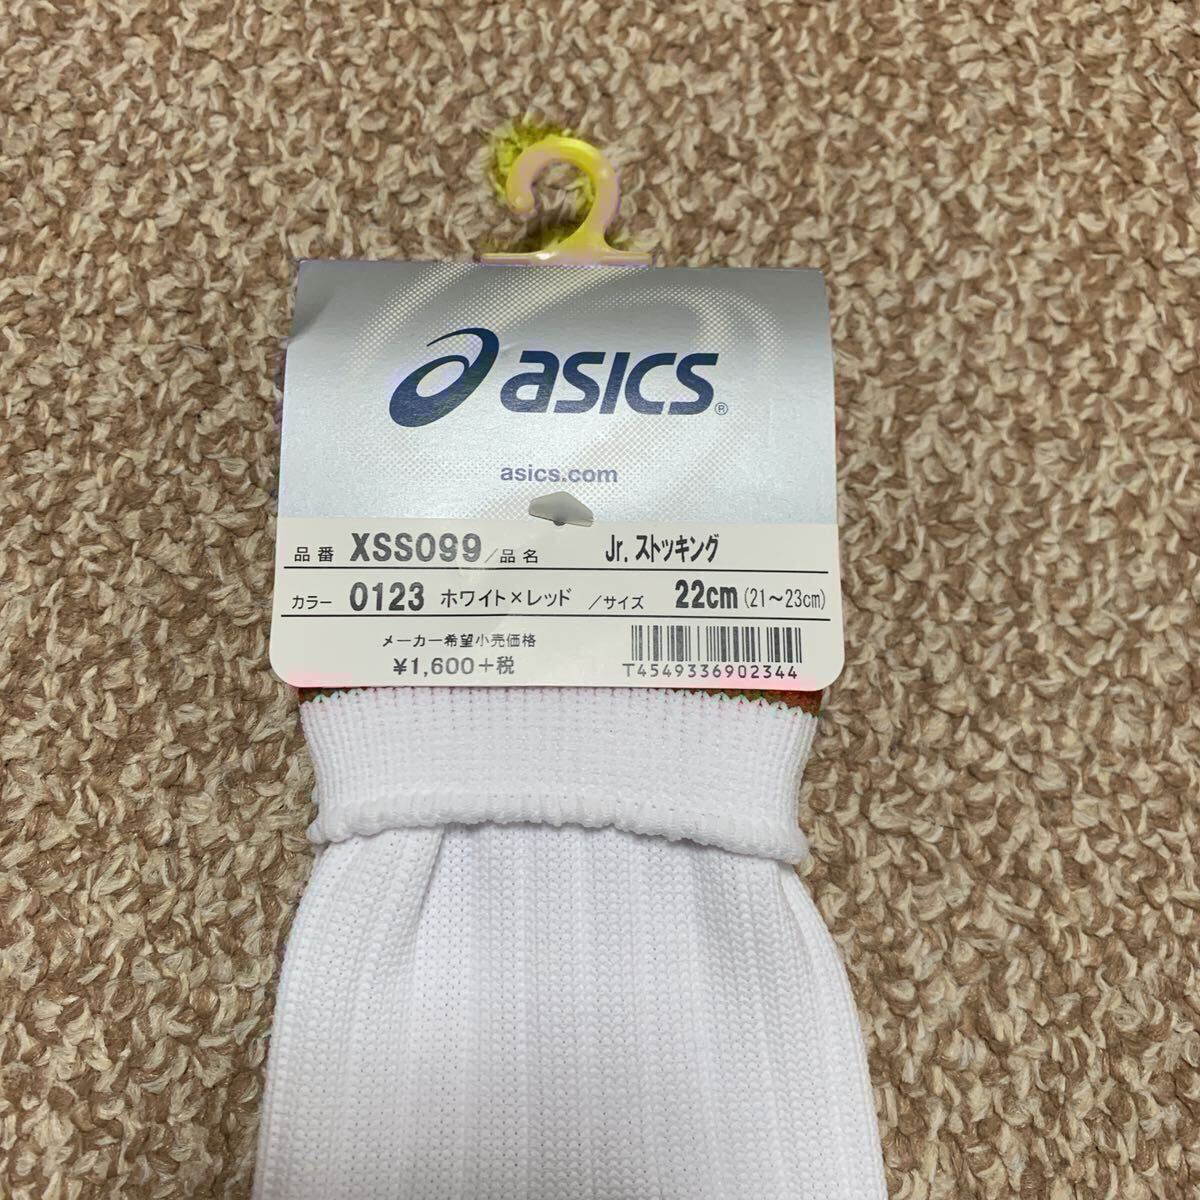 asics®
asics.com
品番 XSS099/品名 Jr.ストッキング
カラー 0123 ホワイト×レッド /サイズ 22cm(21～23cm)
メーカー希望小売価格
¥1,600+税
T4549336902344